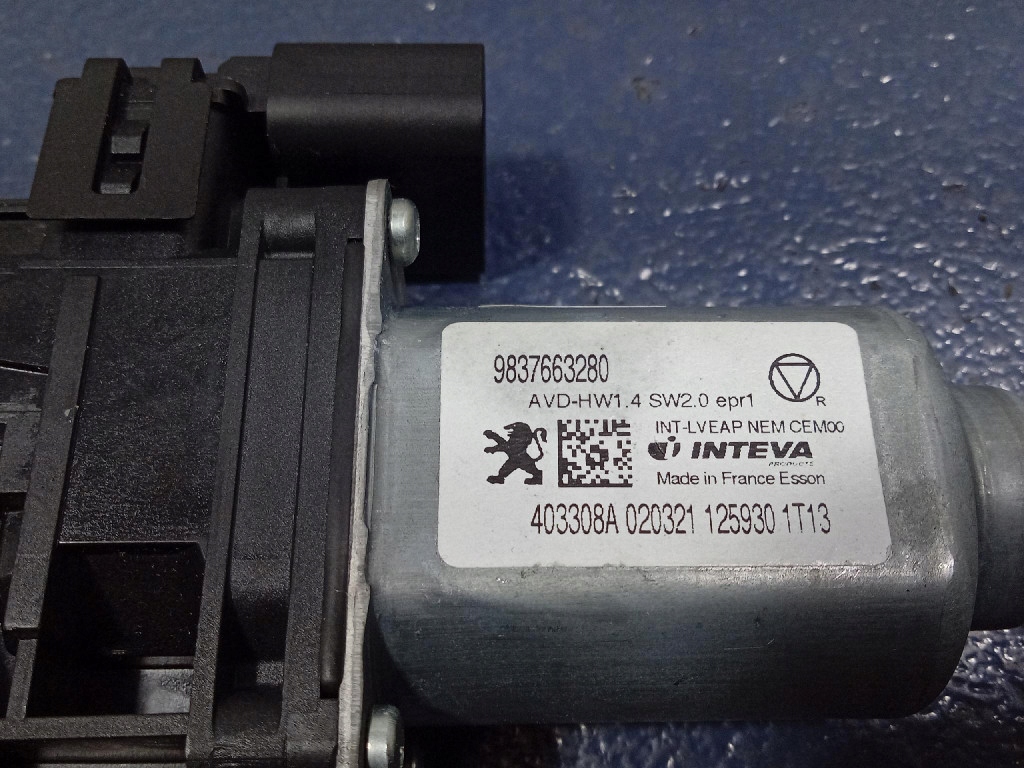 9837663280
AVD-HW1.4 SW2.0 epr1
R
INT-LVEAP NEM CEM00
INTEVA
PRODUCTS
Made in France Esson
403308A 020321 125930 1T13